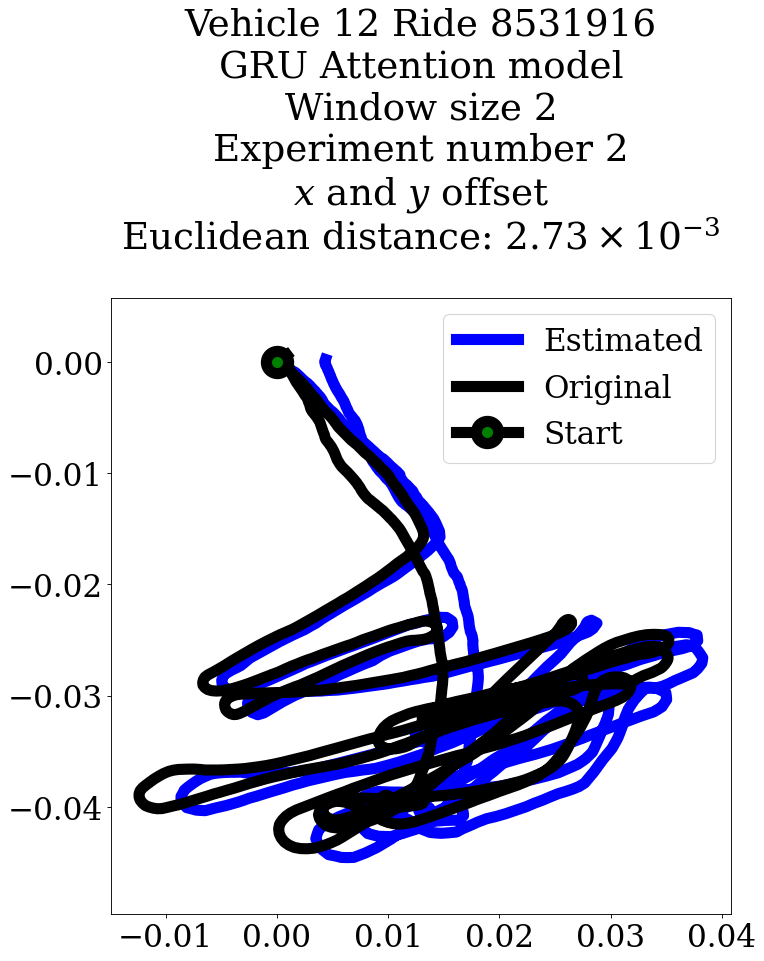 Vehicle 12 Ride 8531916
GRU Attention model
Window size 2
Experiment number 2
x and y offset
Euclidean distance: 2.73 × 10⁻³
Estimated
Original
Start
0.00
−0.01
−0.02
−0.03
−0.04
−0.01 0.00 0.01 0.02 0.03 0.04